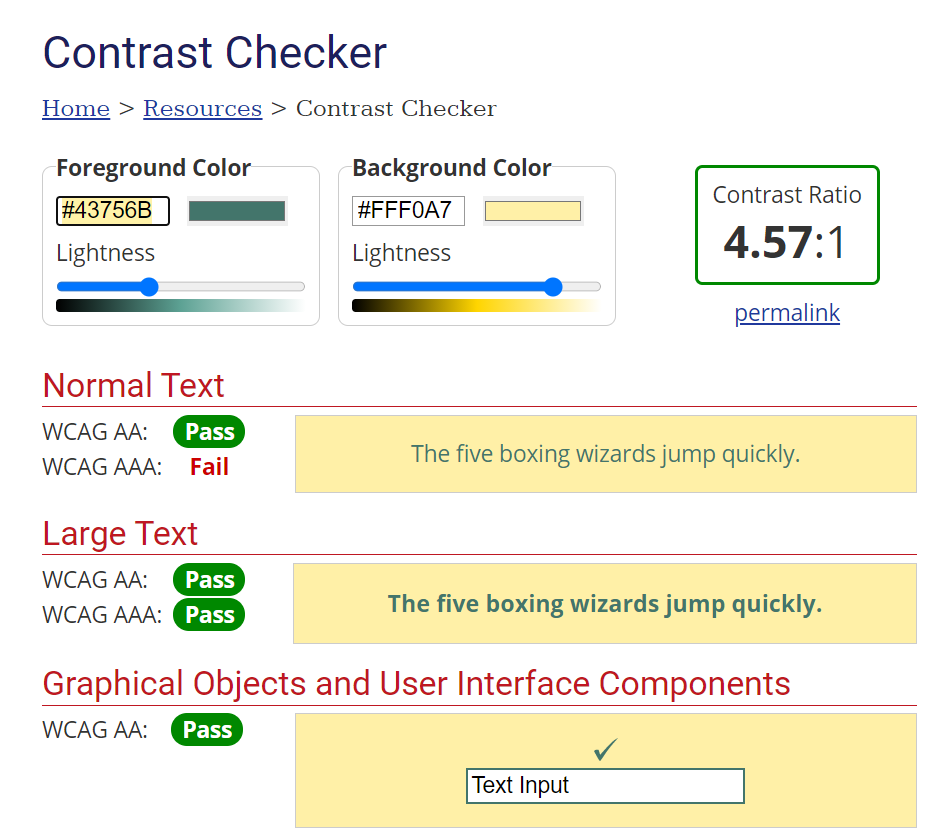 Contrast Checker
Home > Resources > Contrast Checker
Foreground Color
#43756B
Lightness
Background Color
#FFF0A7
Lightness
Contrast Ratio
4.57:1
permalink
Normal Text
WCAG AA: Pass
WCAG AAA: Fail
The five boxing wizards jump quickly.
Large Text
WCAG AA: Pass
WCAG AAA: Pass
The five boxing wizards jump quickly.
Graphical Objects and User Interface Components
WCAG AA: Pass
✓
Text Input